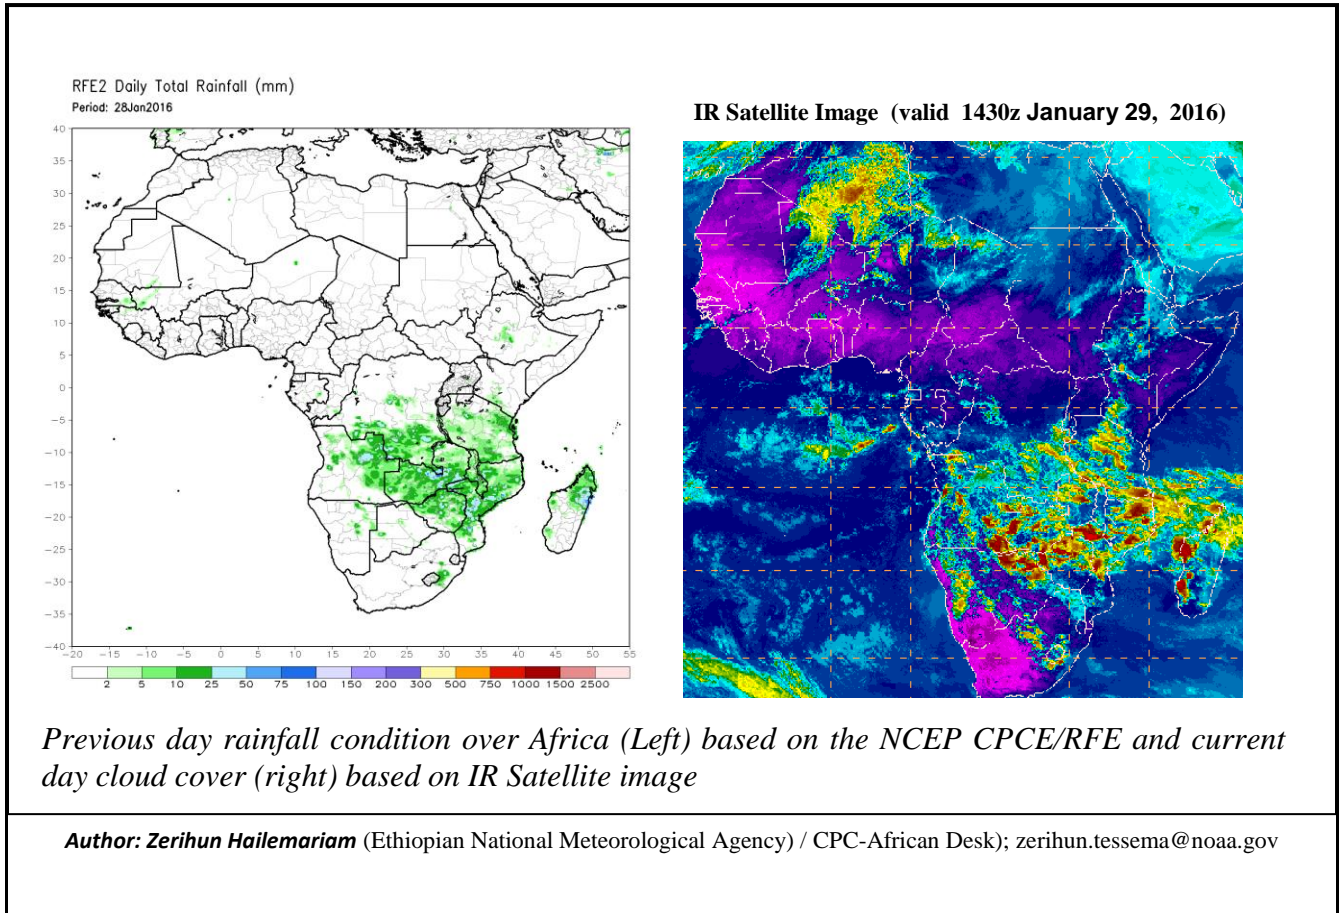 RFE2 Daily Total Rainfall (mm)
Period: 28Jan2016
IR Satellite Image (valid 1430z January 29, 2016)
40
35
30
25
20
15
10
5
0
−5
−10
−15
−20
−25
−30
−35
−40
−20 −15 −10 −5 0 5 10 15 20 25 30 35 40 45 50 55
2 5 10 25 50 75 100 150 200 300 500 750 1000 1500 2500
Previous day rainfall condition over Africa (Left) based on the NCEP CPCE/RFE and current
day cloud cover (right) based on IR Satellite image
Author: Zerihun Hailemariam (Ethiopian National Meteorological Agency) / CPC-African Desk); zerihun.tessema@noaa.gov